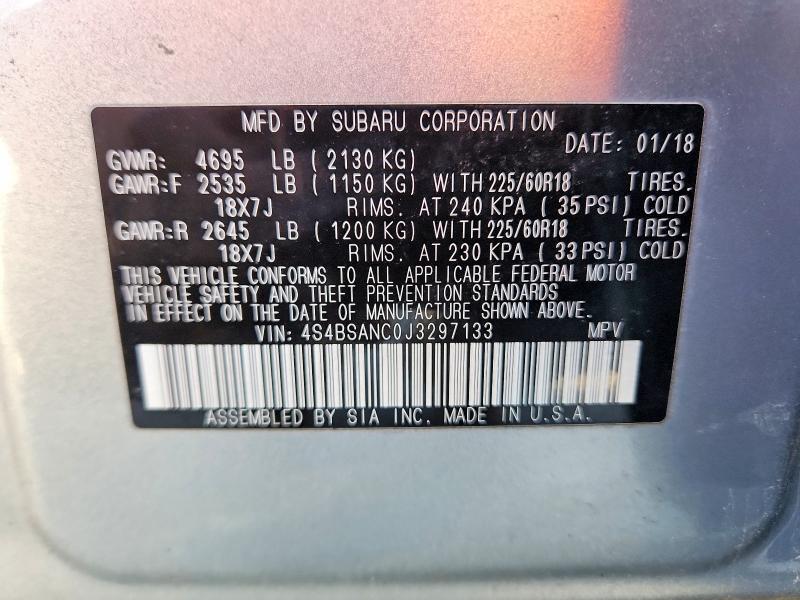 MFD BY SUBARU CORPORATION
DATE: 01/18
GVWR: 4695 LB (2130 KG)
GAWR:F 2535 LB (1150 KG) WITH 225/60R18 TIRES.
18X7J RIMS. AT 240 KPA (35 PSI) COLD
GAWR:R 2645 LB (1200 KG) WITH 225/60R18 TIRES.
18X7J RIMS. AT 230 KPA (33 PSI) COLD
THIS VEHICLE CONFORMS TO ALL APPLICABLE FEDERAL MOTOR
VEHICLE SAFETY AND THEFT PREVENTION STANDARDS
IN EFFECT ON THE DATE OF MANUFACTURE SHOWN ABOVE.
VIN: 4S4BSANC0J3297133 MPV
ASSEMBLED BY SIA INC. MADE IN U.S.A.